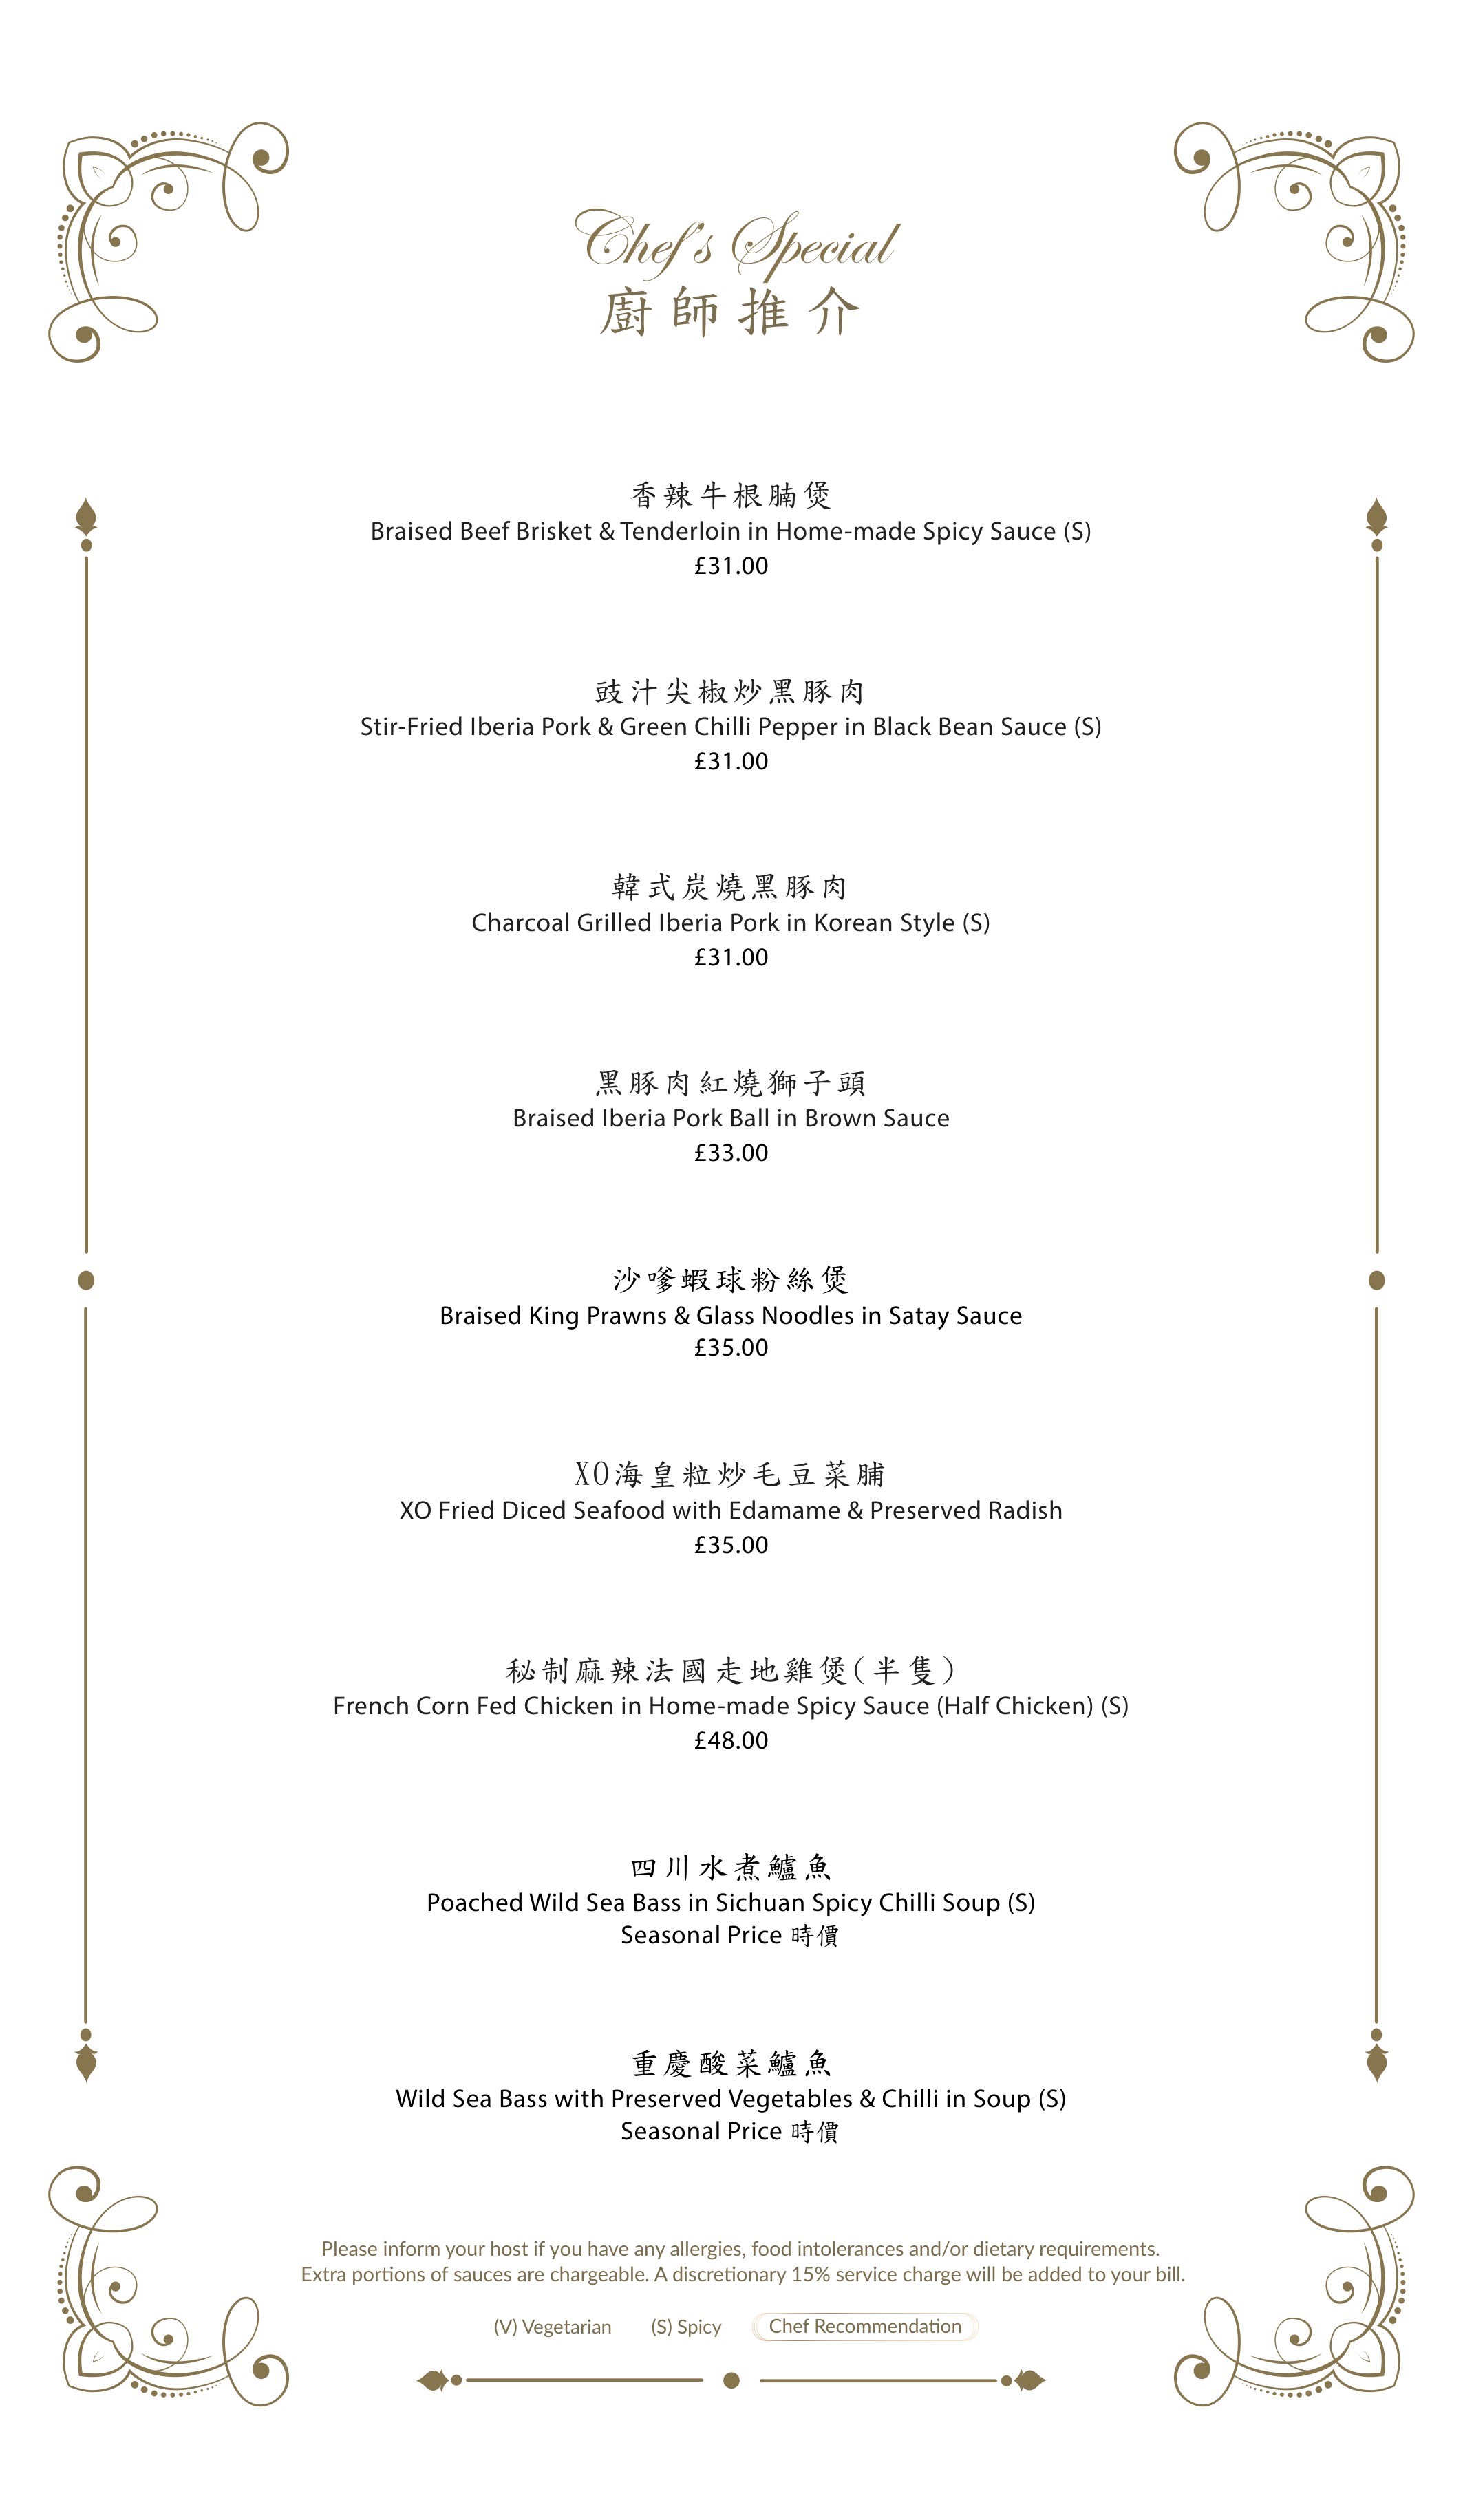 Chef's Special
廚師推介
香辣牛根腩煲
Braised Beef Brisket & Tenderloin in Home-made Spicy Sauce (S)
£31.00
豉汁尖椒炒黑豚肉
Stir-Fried Iberia Pork & Green Chilli Pepper in Black Bean Sauce (S)
£31.00
韓式炭燒黑豚肉
Charcoal Grilled Iberia Pork in Korean Style (S)
£31.00
黑豚肉紅燒獅子頭
Braised Iberia Pork Ball in Brown Sauce
£33.00
沙嗲蝦球粉絲煲
Braised King Prawns & Glass Noodles in Satay Sauce
£35.00
XO海皇粒炒毛豆菜脯
XO Fried Diced Seafood with Edamame & Preserved Radish
£35.00
秘制麻辣法國走地雞煲(半隻)
French Corn Fed Chicken in Home-made Spicy Sauce (Half Chicken) (S)
£48.00
四川水煮鱸魚
Poached Wild Sea Bass in Sichuan Spicy Chilli Soup (S)
Seasonal Price 時價
重慶酸菜鱸魚
Wild Sea Bass with Preserved Vegetables & Chilli in Soup (S)
Seasonal Price 時價
Please inform your host if you have any allergies, food intolerances and/or dietary requirements.
Extra portions of sauces are chargeable. A discretionary 15% service charge will be added to your bill.
(V) Vegetarian (S) Spicy Chef Recommendation